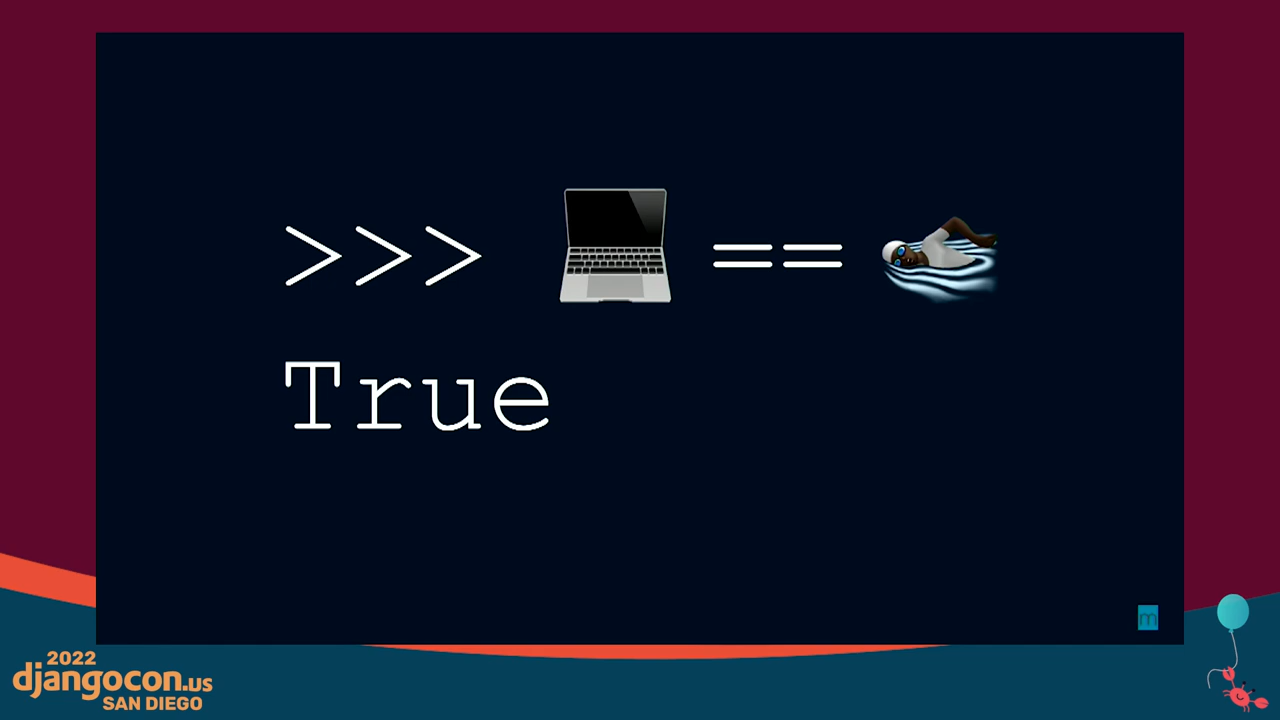 >>> 💻 == 🏊🏿
True
m
2022
djangocon.us
SAN DIEGO